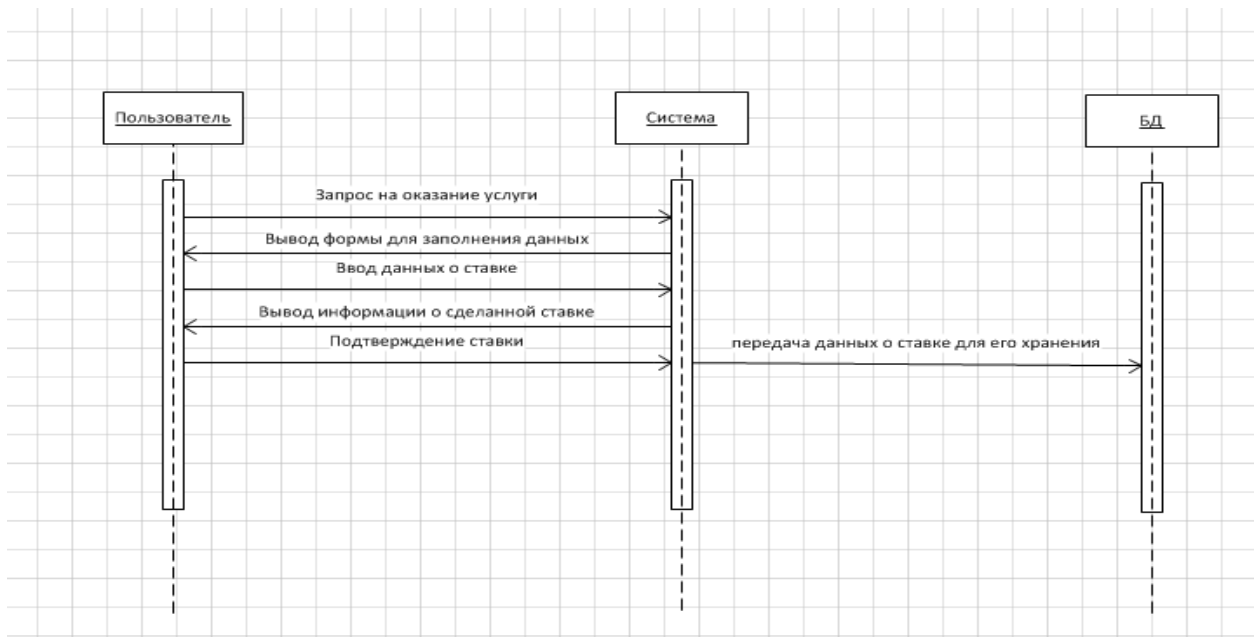 Пользователь
Система
БД
Запрос на оказание услуги
Вывод формы для заполнения данных
Ввод данных о ставке
Вывод информации о сделанной ставке
Подтверждение ставки
передача данных о ставке для его хранения